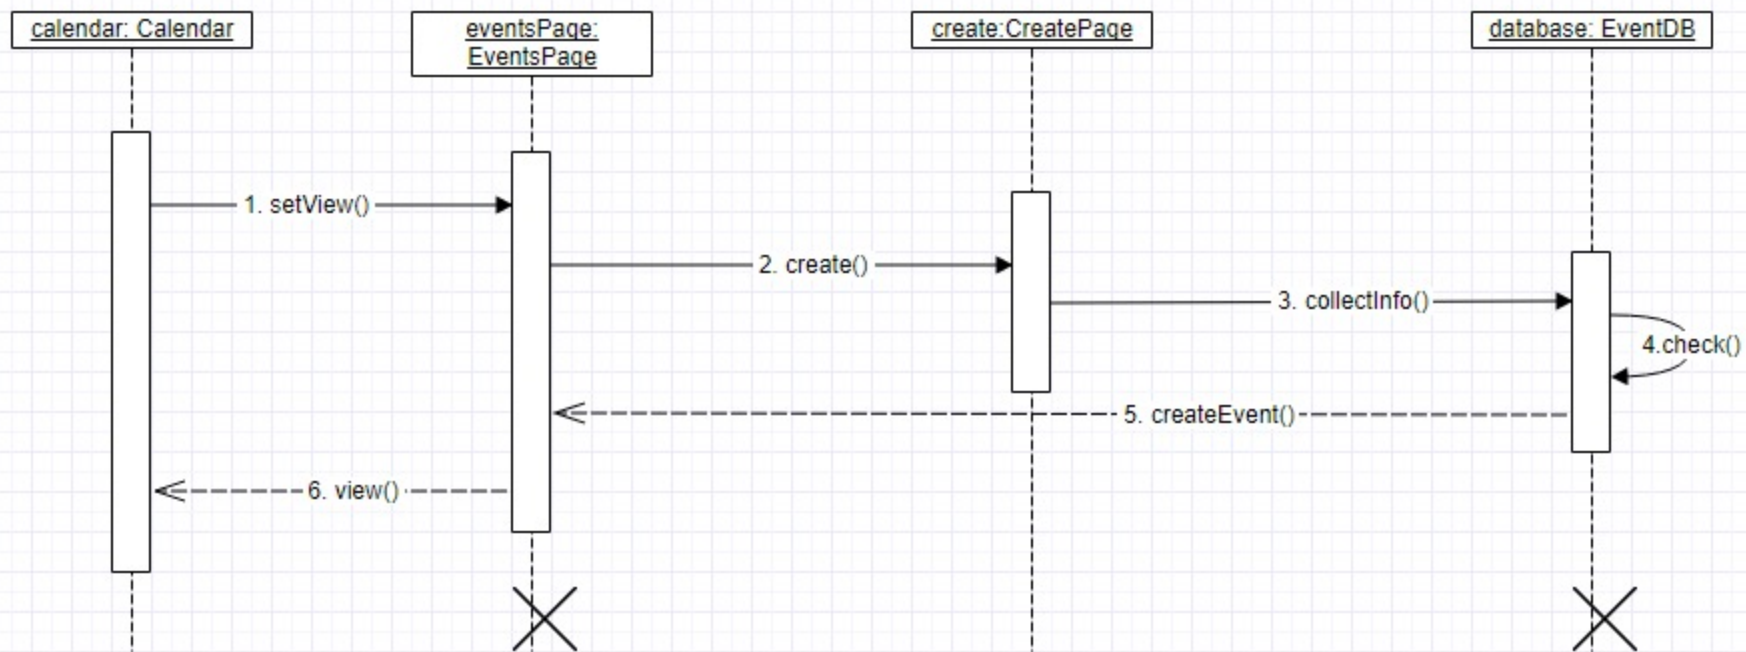 calendar: Calendar
eventsPage:
EventsPage
create:CreatePage
database: EventDB
1. setView()
2. create()
3. collectInfo()
4.check()
5. createEvent()
6. view()